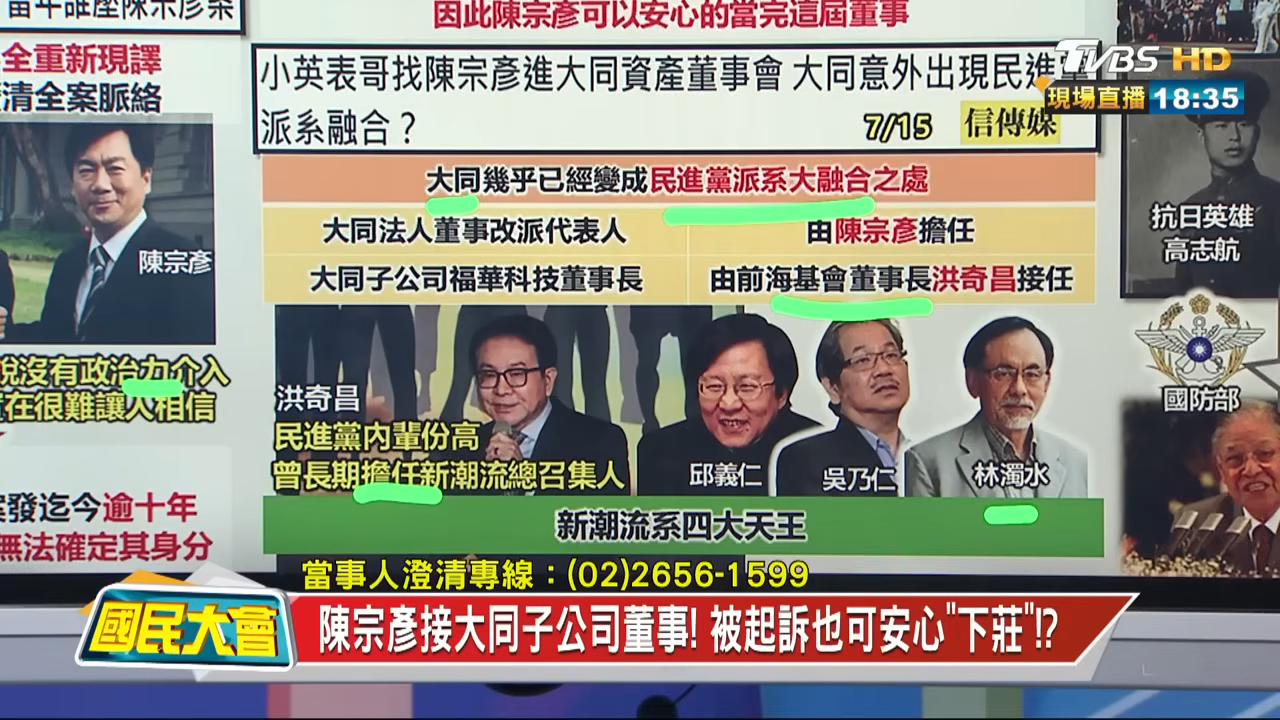 當年誰壓陳宗彥案
因此陳宗彥可以安心的當完這屆董事
TVBS HD
現場直播 18:35
全重新現譯
清全案脈絡
陳宗彥
說沒有政治力介入
在很難讓人相信
發迄今逾十年
無法確定其身分
小英表哥找陳宗彥進大同資產董事會 大同意外出現民進
派系融合？
7/15 信傳媒
大同幾乎已經變成民進黨派系大融合之處
大同法人董事改派代表人 由陳宗彥擔任
大同子公司福華科技董事長 由前海基會董事長洪奇昌接任
洪奇昌
民進黨內輩份高
曾長期擔任新潮流總召集人
邱義仁
吳乃仁
林濁水
新潮流系四大天王
抗日英雄
高志航
國防部
當事人澄清專線：(02)2656-1599
國民大會
陳宗彥接大同子公司董事! 被起訴也可安心"下莊"!?